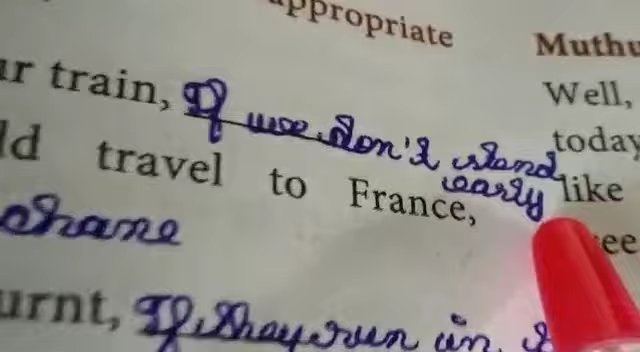 appropriate
ur train, If we don't stand
early
ld travel to France,
urnt, If they run in
Muthu
Well,
today
like
ee